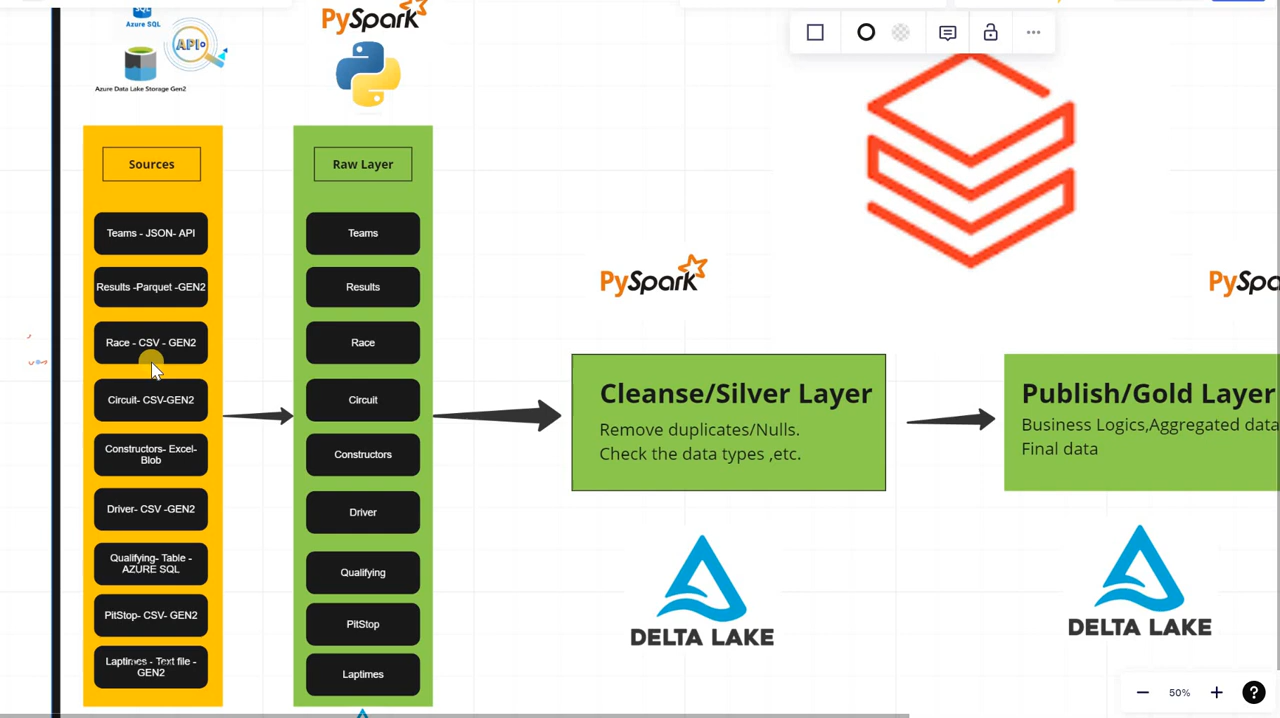 Azure SQL
API
Azure Data Lake Storage Gen2
PySpark
Sources
Teams - JSON- API
Results -Parquet -GEN2
Race - CSV - GEN2
Circuit- CSV-GEN2
Constructors- Excel-
Blob
Driver- CSV -GEN2
Qualifying- Table -
AZURE SQL
PitStop- CSV- GEN2
Laptimes - Text file -
GEN2
Raw Layer
Teams
Results
Race
Circuit
Constructors
Driver
Qualifying
PitStop
Laptimes
PySpark
Cleanse/Silver Layer
Remove duplicates/Nulls.
Check the data types ,etc.
DELTA LAKE
PySpa
Publish/Gold Layer
Business Logics,Aggregated data
Final data
DELTA LAKE
50%
?